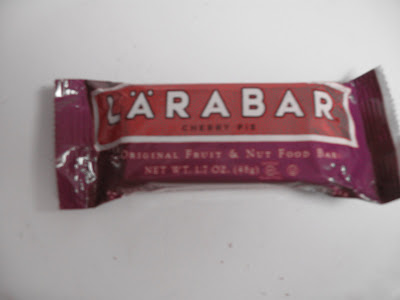 LÄRABAR
CHERRY PIE
ORIGINAL FRUIT & NUT FOOD BAR
NET WT. 1.7 OZ. (48g)